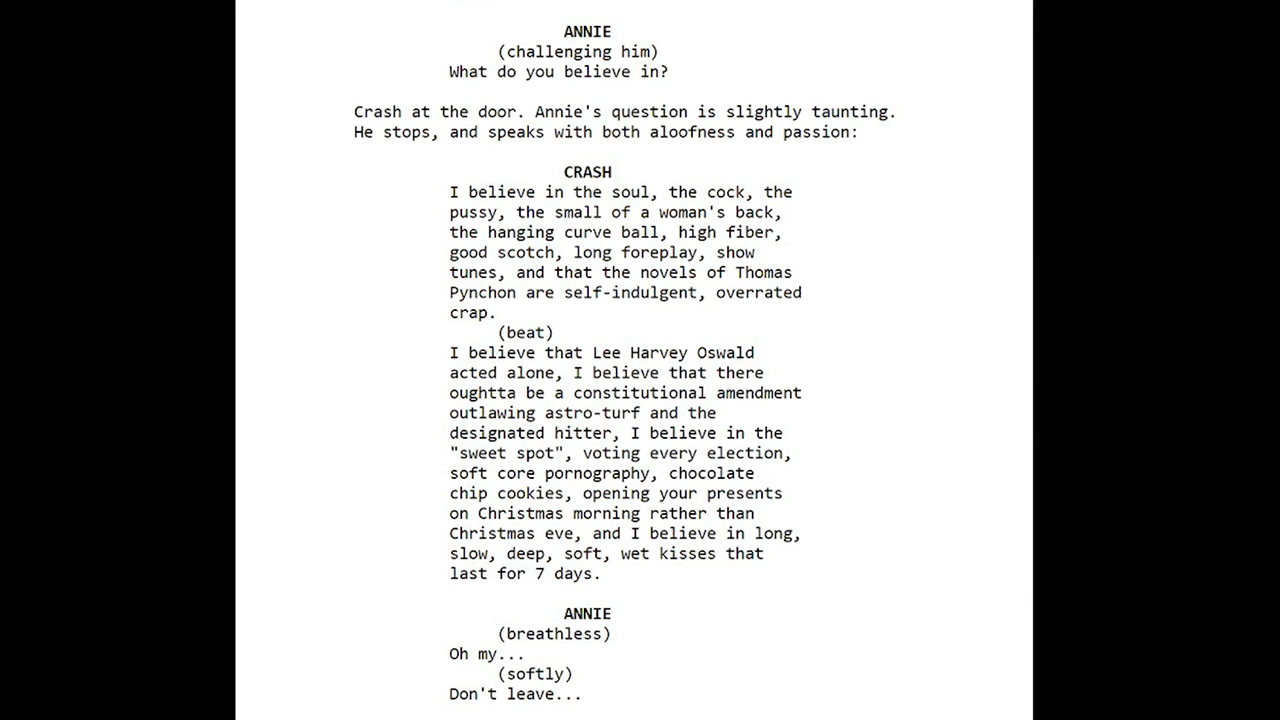 ANNIE
(challenging him)
What do you believe in?
Crash at the door. Annie's question is slightly taunting.
He stops, and speaks with both aloofness and passion:
CRASH
I believe in the soul, the cock, the
pussy, the small of a woman's back,
the hanging curve ball, high fiber,
good scotch, long foreplay, show
tunes, and that the novels of Thomas
Pynchon are self-indulgent, overrated
crap.
(beat)
I believe that Lee Harvey Oswald
acted alone, I believe that there
oughtta be a constitutional amendment
outlawing astro-turf and the
designated hitter, I believe in the
"sweet spot", voting every election,
soft core pornography, chocolate
chip cookies, opening your presents
on Christmas morning rather than
Christmas eve, and I believe in long,
slow, deep, soft, wet kisses that
last for 7 days.
ANNIE
(breathless)
Oh my...
(softly)
Don't leave...